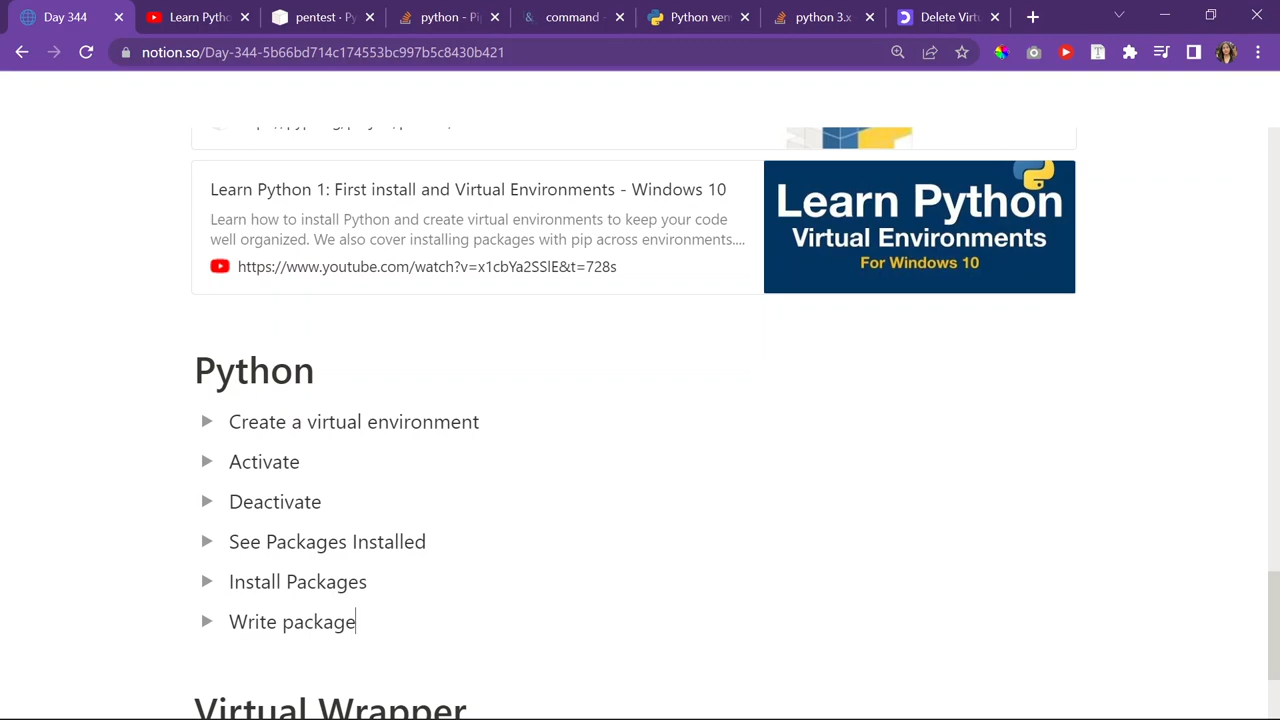 Day 344
Learn Pytho
pentest · Py
python - Pip
command -
Python ver
python 3.x
Delete Virtu
notion.so/Day-344-5b66bd714c174553bc997b5c8430b421
Learn Python 1: First install and Virtual Environments - Windows 10
Learn how to install Python and create virtual environments to keep your code
well organized. We also cover installing packages with pip across environments....
https://www.youtube.com/watch?v=x1cbYa2SSlE&t=728s
Learn Python
Virtual Environments
For Windows 10
Python
Create a virtual environment
Activate
Deactivate
See Packages Installed
Install Packages
Write package
Virtual Wrapper